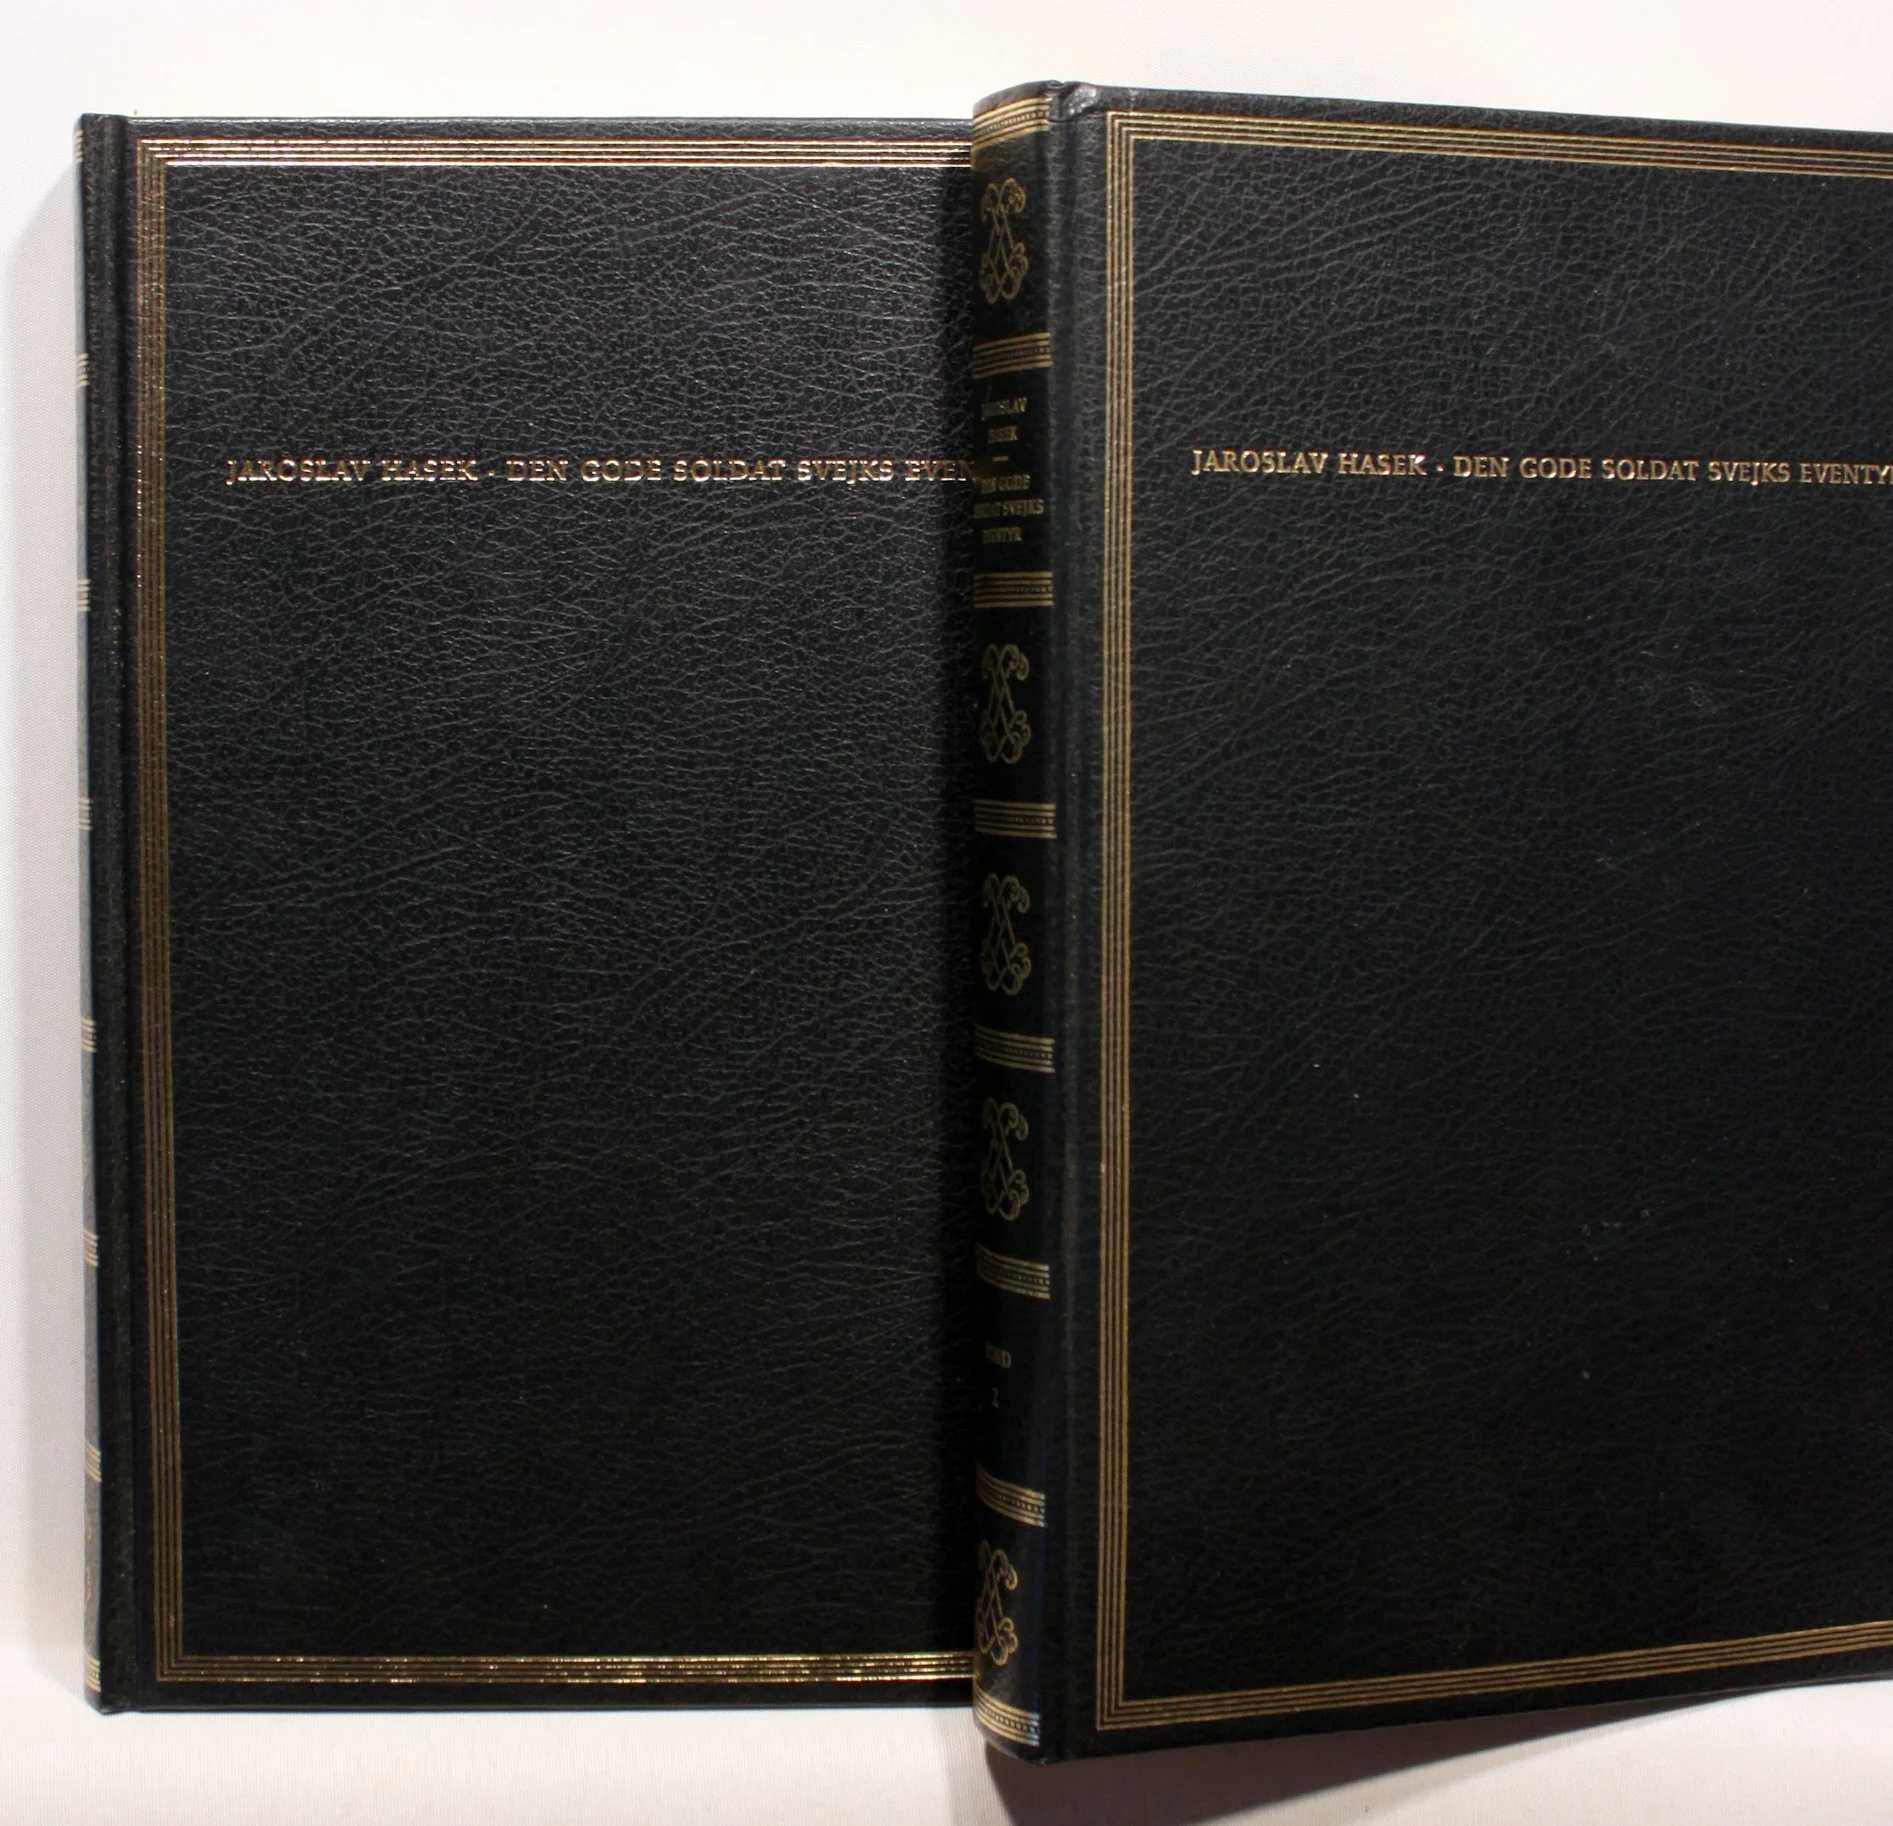 JAROSLAV HASEK · DEN GODE SOLDAT SVEJKS EVEN
JAROSLAV
HASEK
DEN GODE
SOLDAT SVEJKS
EVENTYR
BIND
2
JAROSLAV HASEK · DEN GODE SOLDAT SVEJKS EVENTYR